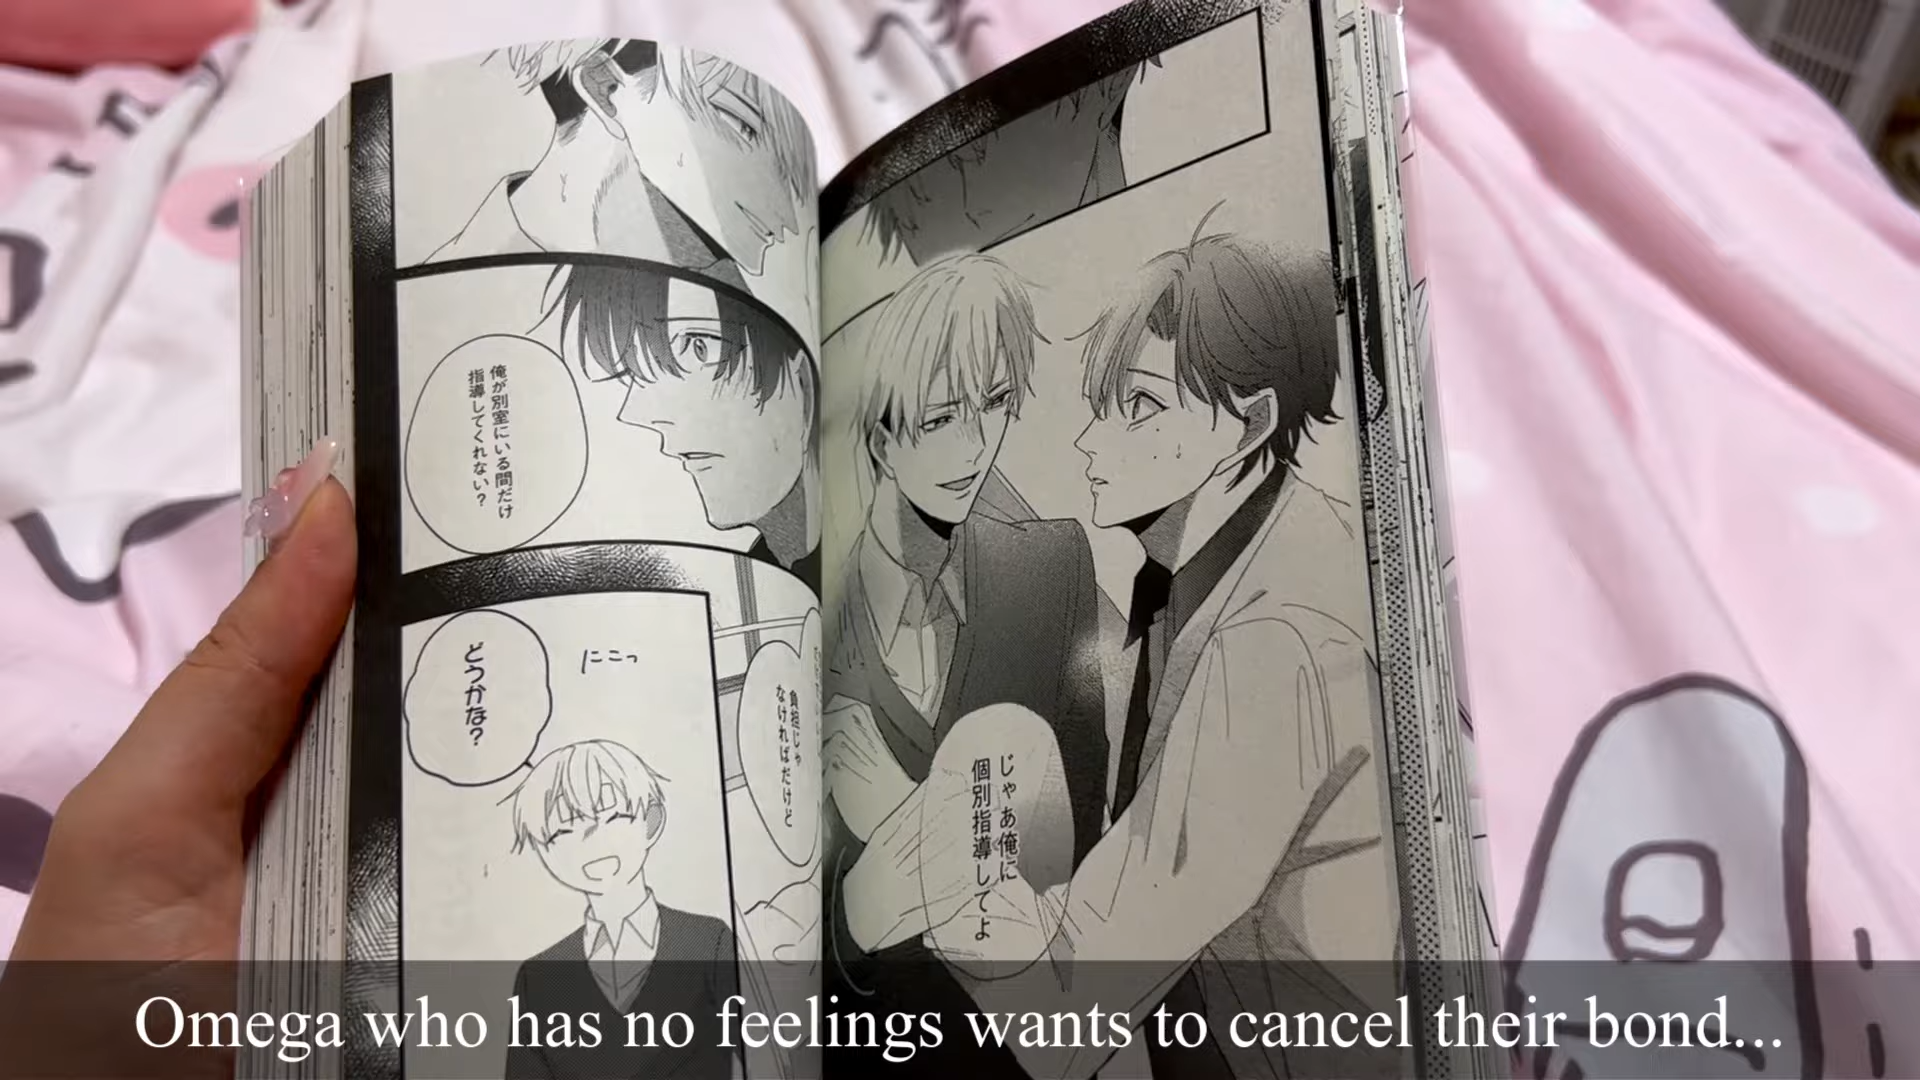 じゃあ俺に
個別指導してよ
俺が別室にいる間だけ
指導してくれない?
負担じゃ
なければだけど
にこっ
どうかな?
Omega who has no feelings wants to cancel their bond...